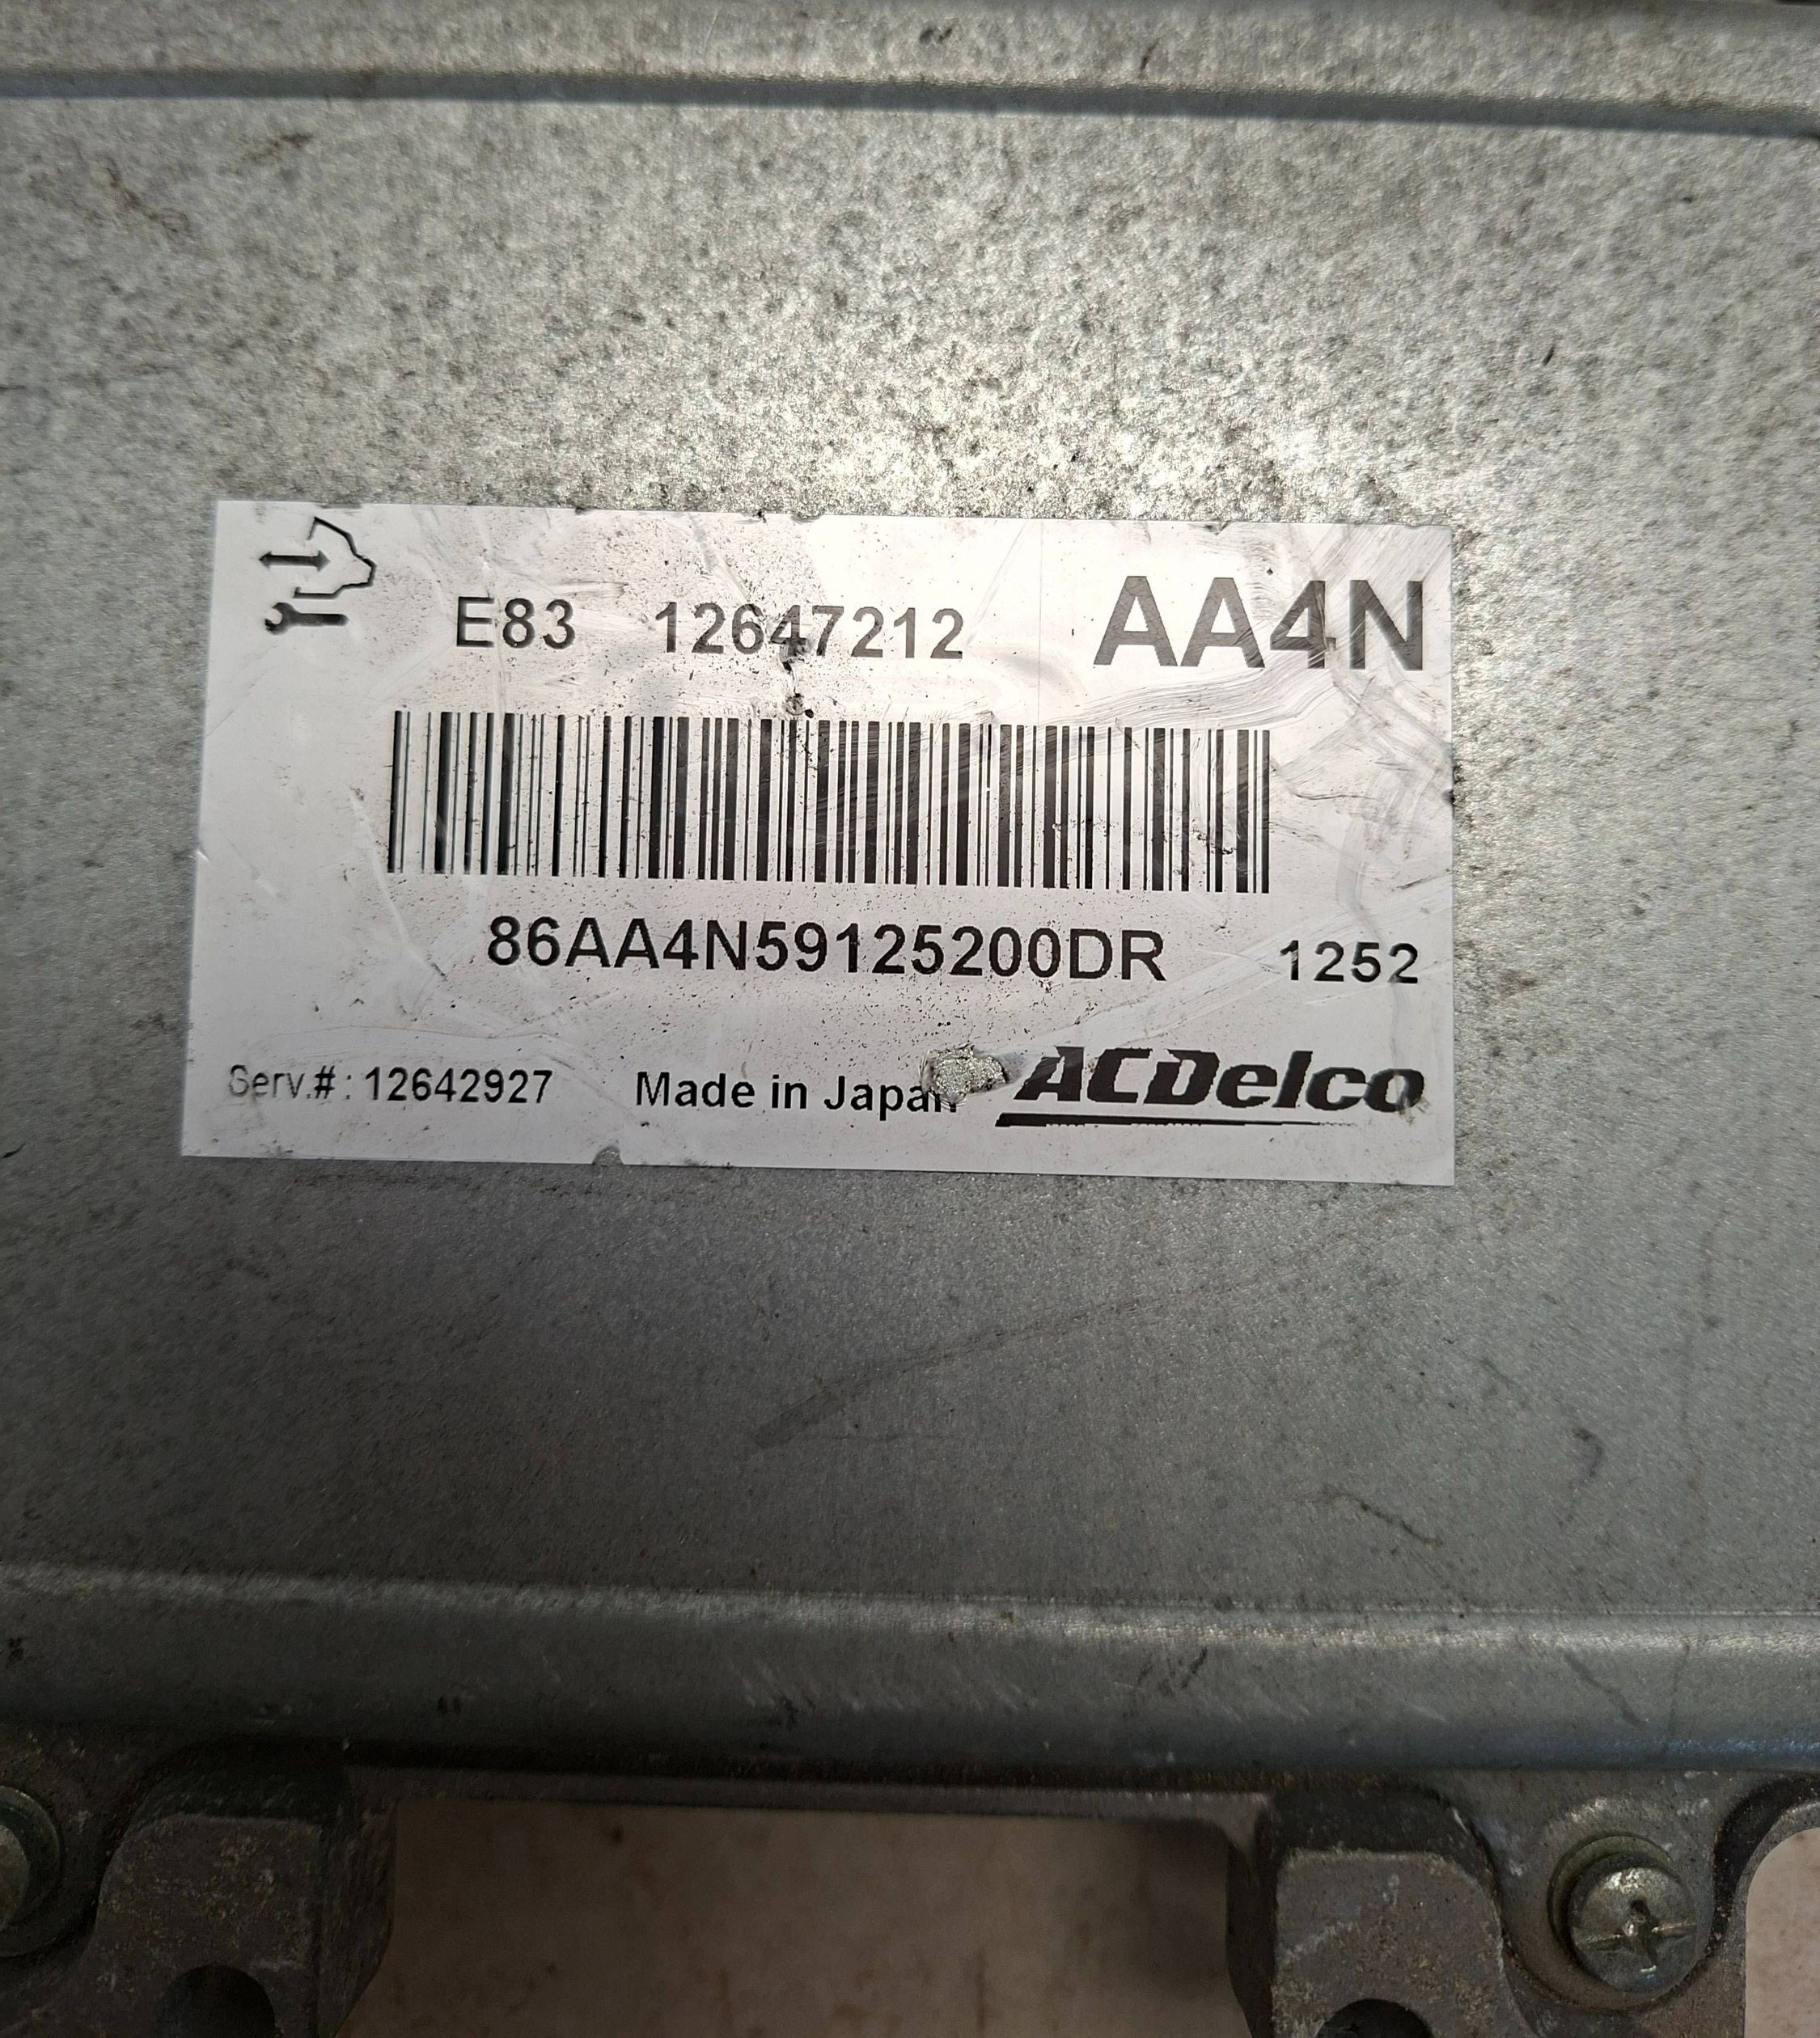 E83 12647212 AA4N
86AA4N59125200DR 1252
Serv.#: 12642927 Made in Japan ACDelco